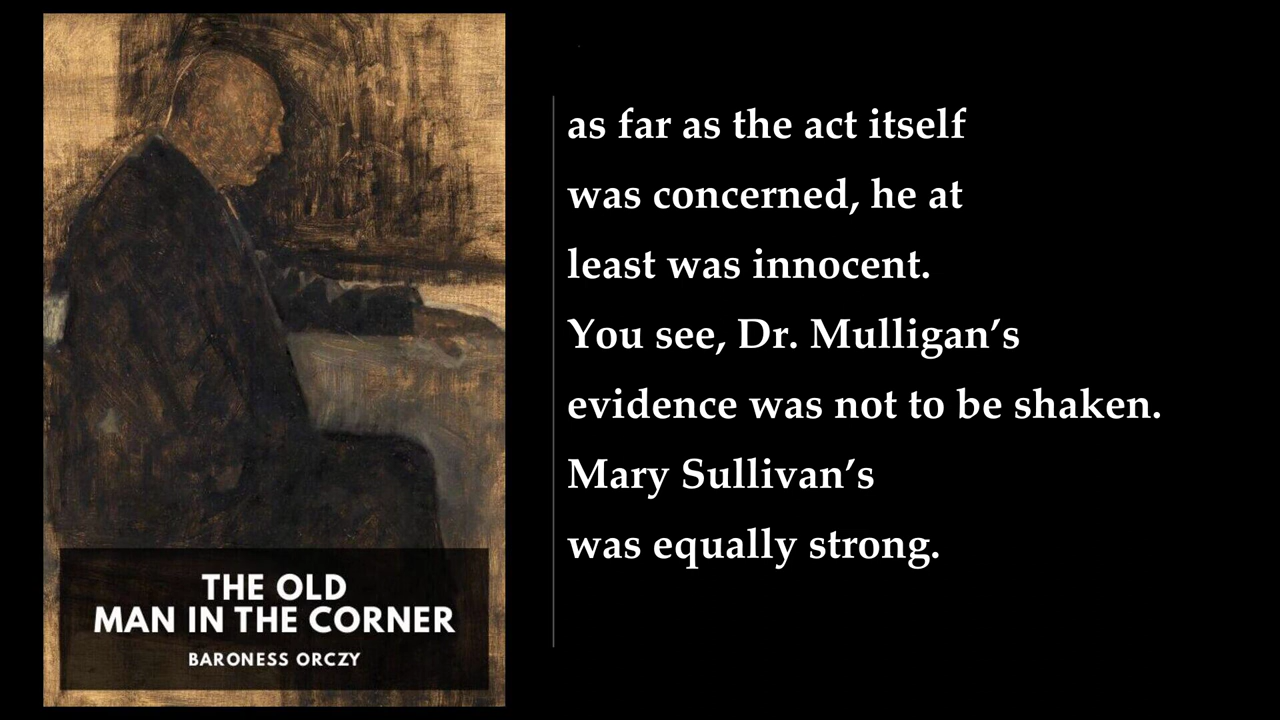 THE OLD
MAN IN THE CORNER
BARONESS ORCZY
as far as the act itself
was concerned, he at
least was innocent.
You see, Dr. Mulligan’s
evidence was not to be shaken.
Mary Sullivan’s
was equally strong.